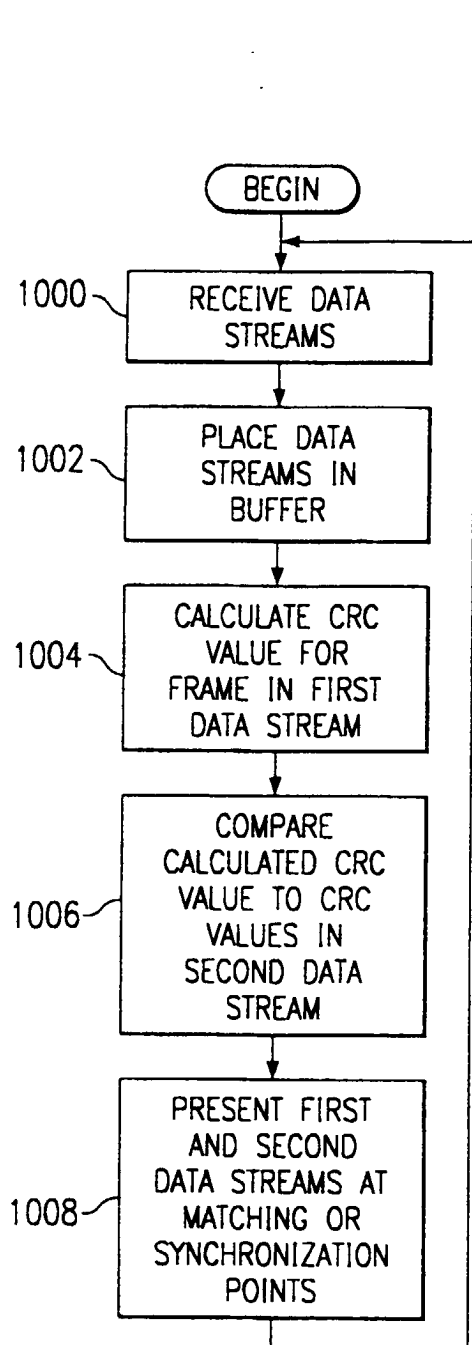 BEGIN
1000
RECEIVE DATA
STREAMS
1002
PLACE DATA
STREAMS IN
BUFFER
1004
CALCULATE CRC
VALUE FOR
FRAME IN FIRST
DATA STREAM
1006
COMPARE
CALCULATED CRC
VALUE TO CRC
VALUES IN
SECOND DATA
STREAM
1008
PRESENT FIRST
AND SECOND
DATA STREAMS AT
MATCHING OR
SYNCHRONIZATION
POINTS